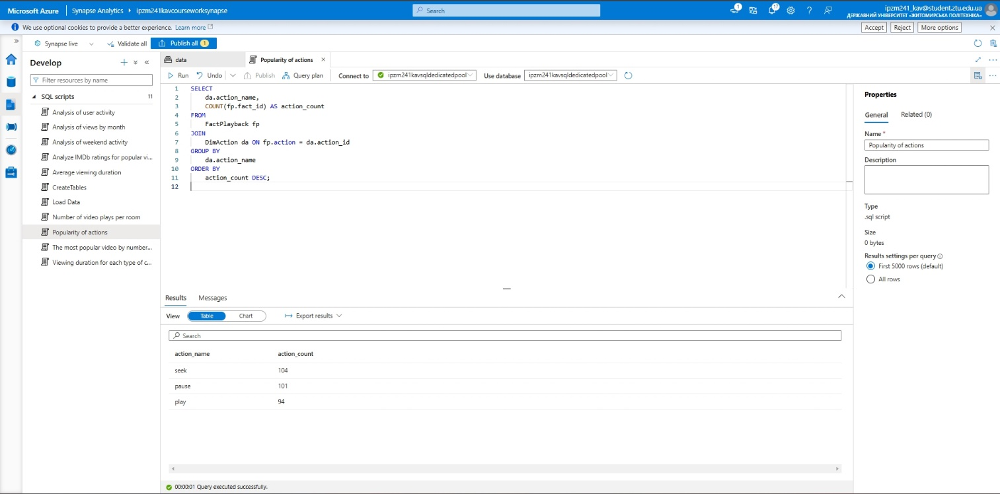 Microsoft Azure
Synapse Analytics
ipzm241kavcourseworksynapse
Search
1
17
ipzm241_kav@student.ztu.edu.ua
ДЕРЖАВНИЙ УНІВЕРСИТЕТ «ЖИТОМИРСЬКА ПОЛІТЕХНІКА»
We use optional cookies to provide a better experience. Learn more
Accept
Reject
More options
Synapse live
Validate all
Publish all 1
Develop
Filter resources by name
SQL scripts 11
Analysis of user activity
Analysis of views by month
Analysis of weekend activity
Analyze IMDb ratings for popular vi...
Average viewing duration
CreateTables
Load Data
Number of video plays per room
Popularity of actions
The most popular video by number...
Viewing duration for each type of c...
data
Popularity of actions
Run
Undo
Publish
Query plan
Connect to
ipzm241kavsqldedicatedpool
Use database
ipzm241kavsqldedicatedpool
1 SELECT
2 da.action_name,
3 COUNT(fp.fact_id) AS action_count
4 FROM
5 FactPlayback fp
6 JOIN
7 DimAction da ON fp.action = da.action_id
8 GROUP BY
9 da.action_name
10 ORDER BY
11 action_count DESC;
12
Results
Messages
View
Table
Chart
Export results
Search
action_name action_count
seek 104
pause 101
play 94
00:00:01 Query executed successfully.
Properties
General
Related (0)
Name *
Popularity of actions
Description
Type
.sql script
Size
0 bytes
Results settings per query
First 5000 rows (default)
All rows